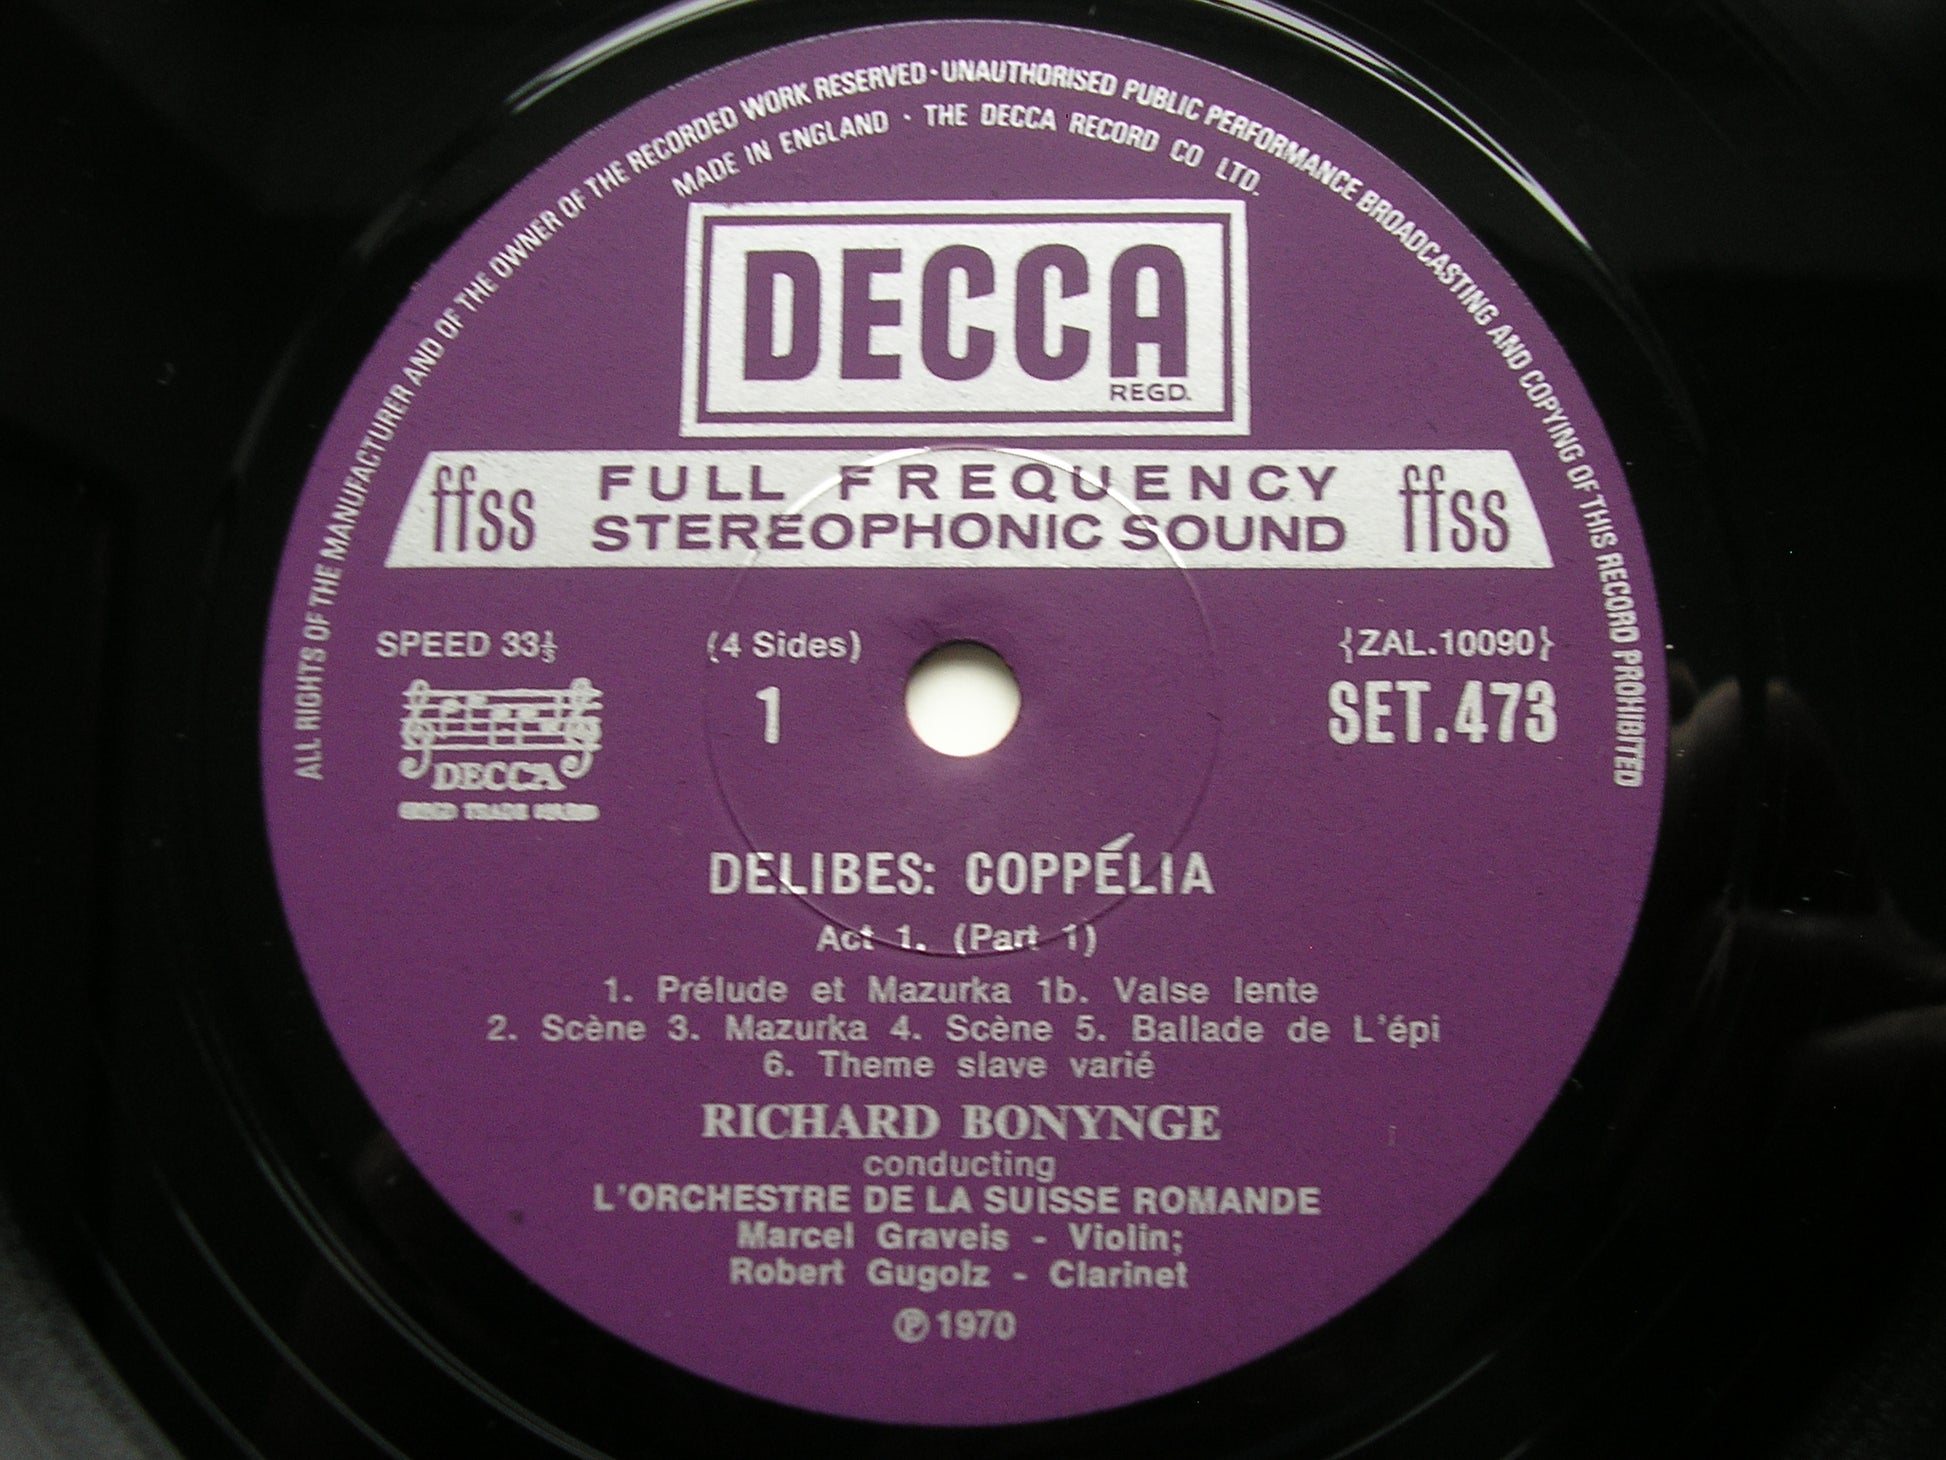 ALL RIGHTS OF THE MANUFACTURER AND OF THE OWNER OF THE RECORDED WORK RESERVED · UNAUTHORISED PUBLIC PERFORMANCE BROADCASTING AND COPYING OF THIS RECORD PROHIBITED
MADE IN ENGLAND · THE DECCA RECORD CO LTD.
DECCA
REGD.
ffss FULL FREQUENCY STEREOPHONIC SOUND ffss
SPEED 33⅓ (4 Sides) {ZAL.10090}
1 SET.473
DECCA
DELIBES: COPPÉLIA
Act 1. (Part 1)
1. Prélude et Mazurka 1b. Valse lente
2. Scène 3. Mazurka 4. Scène 5. Ballade de L'épi
6. Theme slave varié
RICHARD BONYNGE
conducting
L'ORCHESTRE DE LA SUISSE ROMANDE
Marcel Graveis - Violin;
Robert Gugolz - Clarinet
℗ 1970